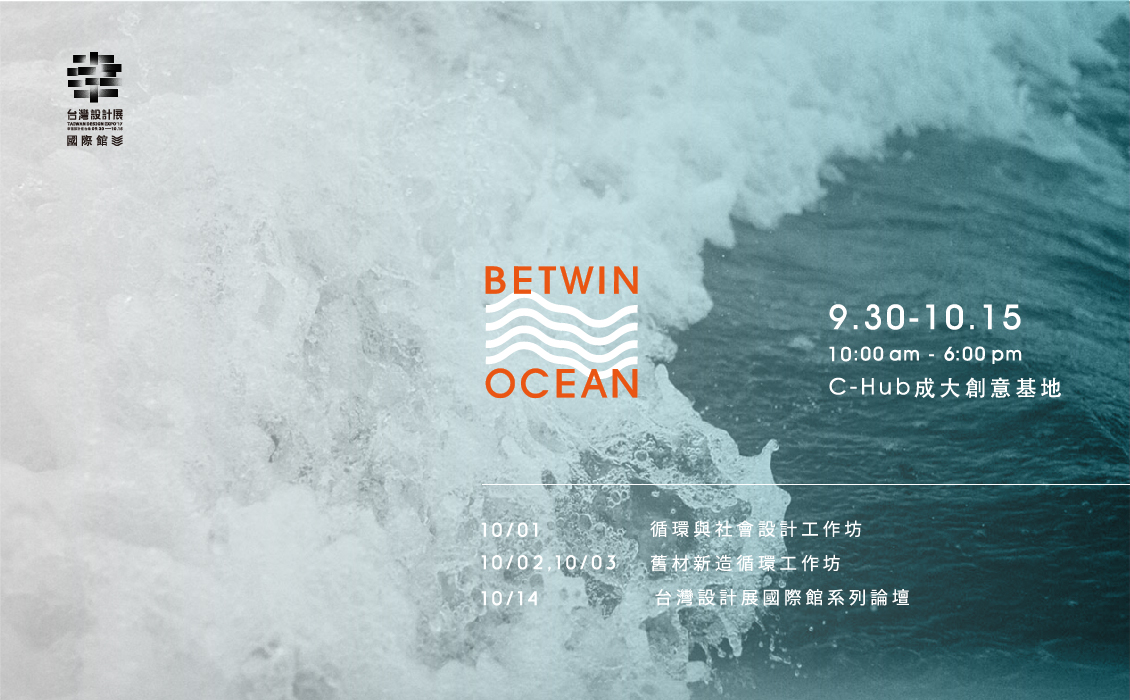 台灣設計展
TAIWAN DESIGN EXPO'17
國際館
BETWIN
OCEAN
9.30-10.15
10:00 am - 6:00 pm
C-Hub成大創意基地
10/01 循環與社會設計工作坊
10/02,10/03 舊材新造循環工作坊
10/14 台灣設計展國際館系列論壇